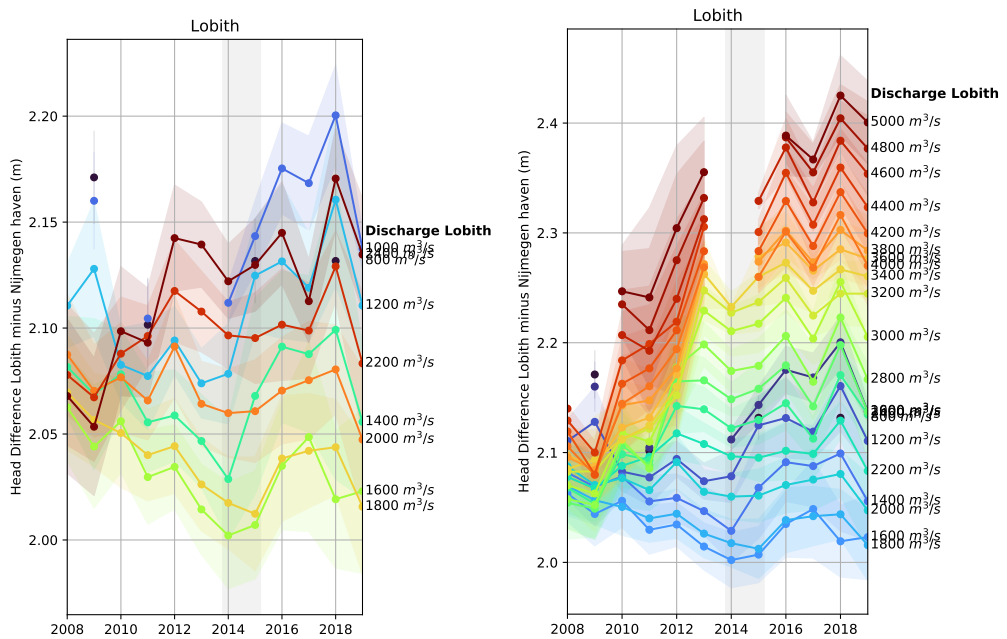 Lobith
Head Difference Lobith minus Nijmegen haven (m)
2.20
2.15
2.10
2.05
2.00
2008
2010
2012
2014
2016
2018
Discharge Lobith
1000 m³/s
800 m³/s
1200 m³/s
2200 m³/s
1400 m³/s
2000 m³/s
1600 m³/s
1800 m³/s
Lobith
Head Difference Lobith minus Nijmegen haven (m)
2.4
2.3
2.2
2.1
2.0
2008
2010
2012
2014
2016
2018
Discharge Lobith
5000 m³/s
4800 m³/s
4600 m³/s
4400 m³/s
4200 m³/s
3800 m³/s
3600 m³/s
4000 m³/s
3400 m³/s
3200 m³/s
3000 m³/s
2800 m³/s
800 m³/s
1200 m³/s
2200 m³/s
1400 m³/s
2000 m³/s
1600 m³/s
1800 m³/s